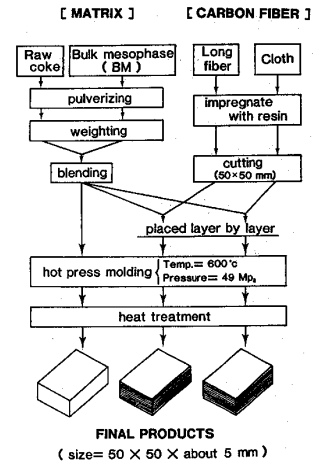 [ MATRIX ] [ CARBON FIBER ]
Raw coke
Bulk mesophase
( BM )
Long fiber
Cloth
pulverizing
impregnate
with resin
weighting
blending
cutting
(50×50 mm)
placed layer by layer
hot press molding { Temp.= 600°c
Pressure= 49 Mpa
heat treatment
FINAL PRODUCTS
( size= 50 × 50 × about 5 mm )